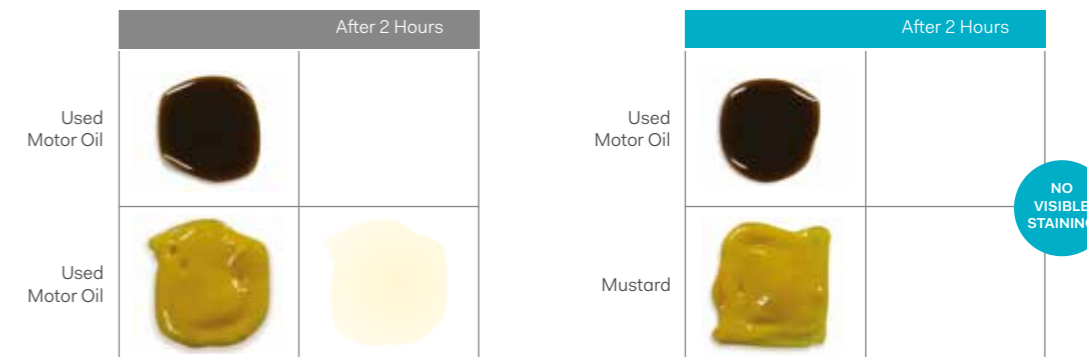 After 2 Hours
Used
Motor Oil
Used
Motor Oil
After 2 Hours
Used
Motor Oil
Mustard
NO
VISIBLE
STAINING